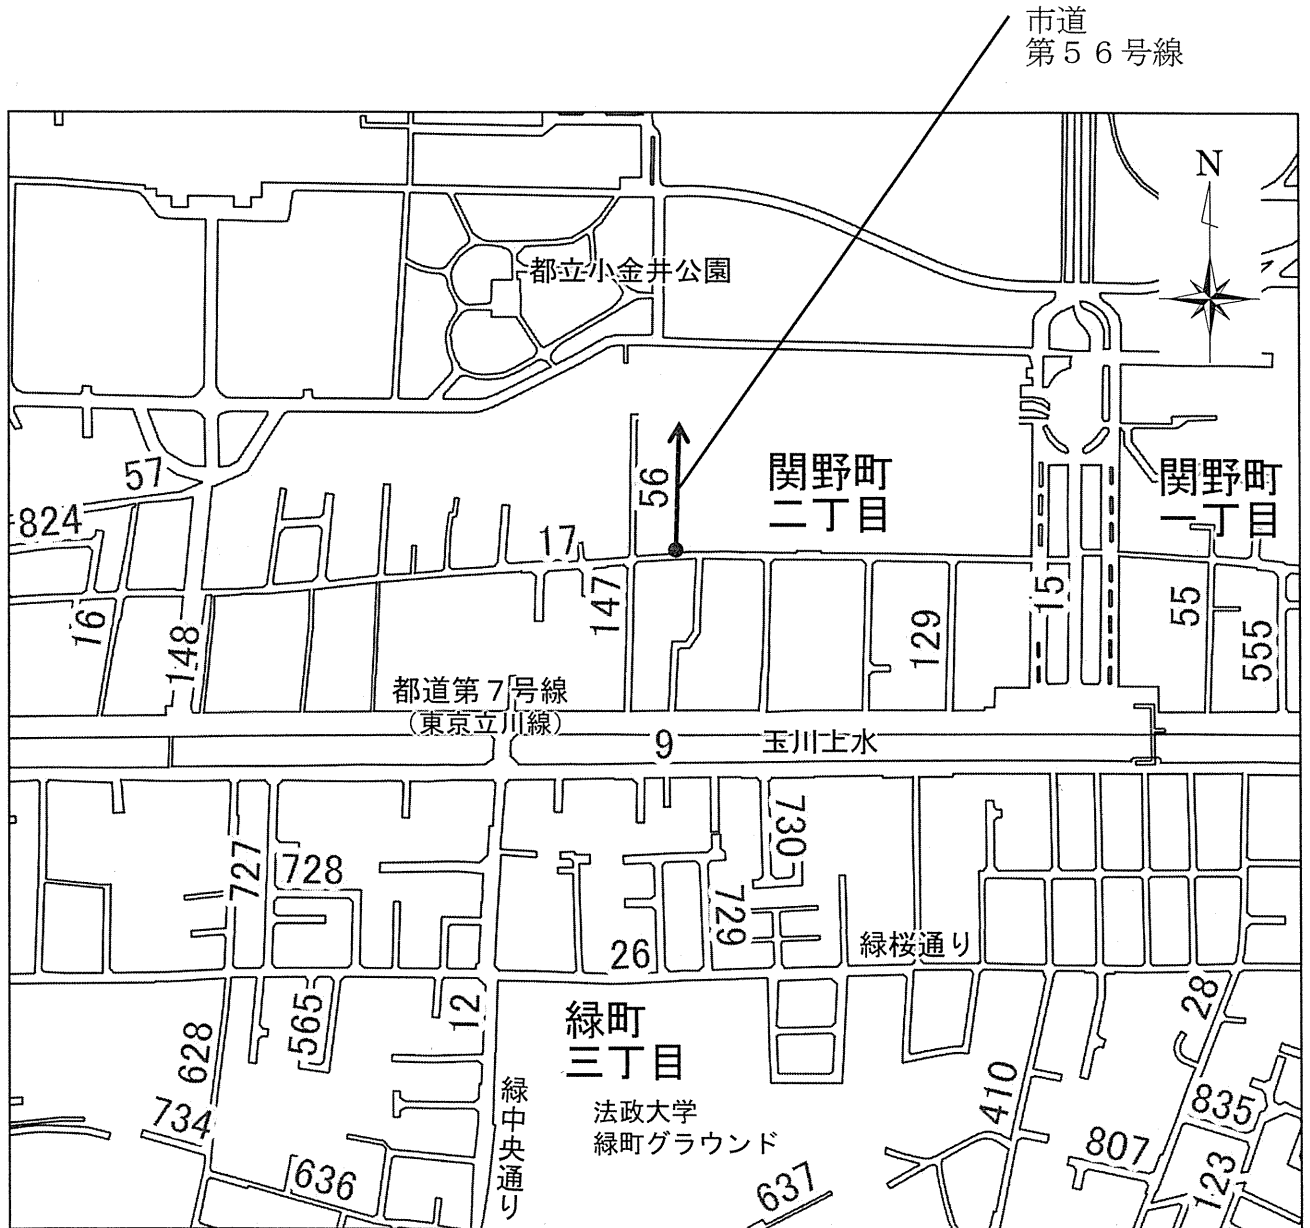 市道
第５６号線
N
都立小金井公園
57
824
56
関野町
二丁目
関野町
一丁目
17
16
148
147
129
15
55
555
都道第７号線
（東京立川線）
9
玉川上水
727
728
730
729
26
緑桜通り
565
12
628
734
636
緑町
三丁目
緑中央通り
法政大学
緑町グラウンド
637
410
28
835
807
123